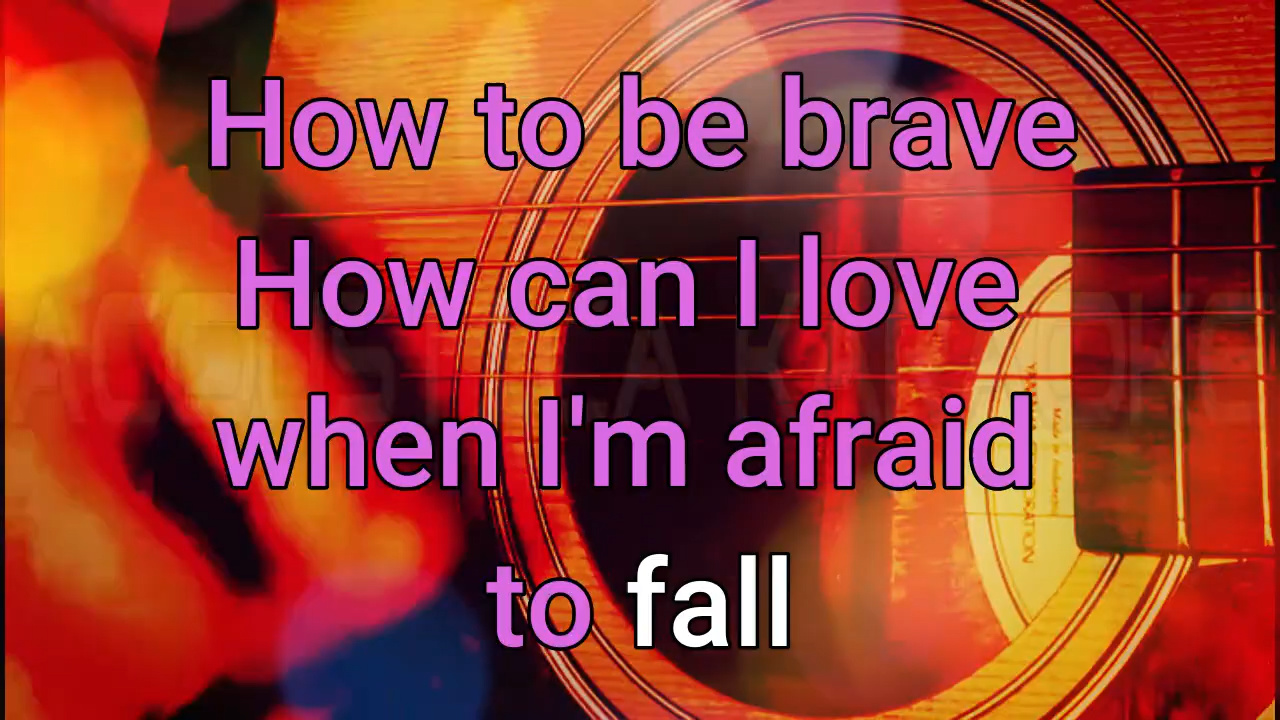 How to be brave
How can I love
when I'm afraid
to fall